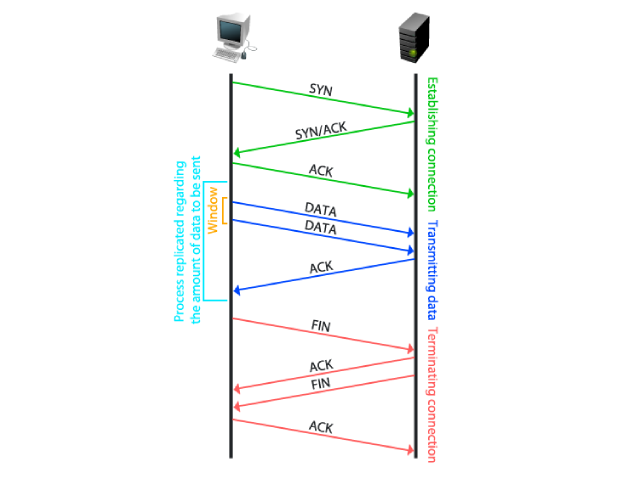 SYN
SYN/ACK
ACK
Establishing connection
Process replicated regarding
the amount of data to be sent
Window
DATA
DATA
ACK
Transmitting data
FIN
ACK
FIN
ACK
Terminating connection